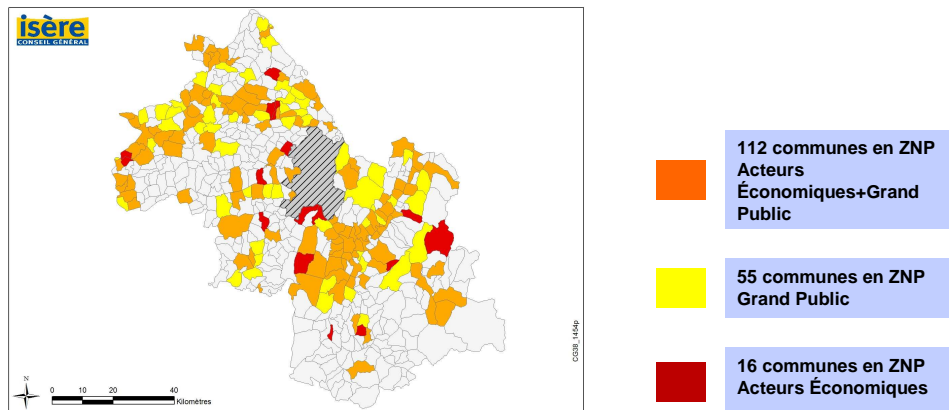 isère
CONSEIL GÉNÉRAL
112 communes en ZNP
Acteurs
Économiques+Grand
Public
55 communes en ZNP
Grand Public
16 communes en ZNP
Acteurs Économiques
CG38_1454p
N
0 10 20 40
Kilomètres